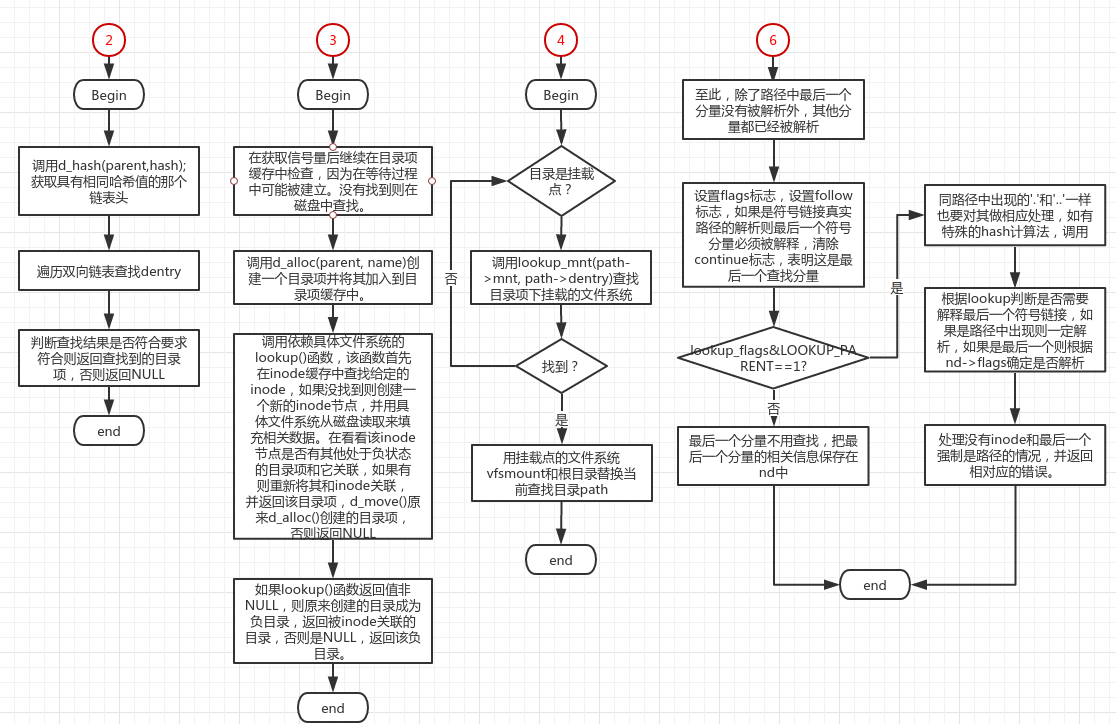 2
Begin
调用d_hash(parent,hash);
获取具有相同哈希值的那个
链表头
遍历双向链表查找dentry
判断查找结果是否符合要求
符合则返回查找到的目录
项，否则返回NULL
end
3
Begin
在获取信号量后继续在目录项
缓存中检查，因为在等待过程
中可能被建立。没有找到则在
磁盘中查找。
调用d_alloc(parent, name)创
建一个目录项并将其加入到目
录项缓存中。
调用依赖具体文件系统的
lookup()函数，该函数首先
在inode缓存中查找给定的
inode，如果没找到则创建一
个新的inode节点，并用具
体文件系统从磁盘读取来填
充相关数据。在看看该inode
节点是否有其他处于负状态
的目录项和它关联，如果有
则重新将其和inode关联，
并返回该目录项，d_move()原
来d_alloc()创建的目录项，
否则返回NULL
如果lookup()函数返回值非
NULL，则原来创建的目录成为
负目录，返回被inode关联的
目录，否则是NULL，返回该负
目录。
end
4
Begin
目录是挂载
点？
调用lookup_mnt(path-
>mnt, path->dentry)查找
目录项下挂载的文件系统
否
找到？
是
用挂载点的文件系统
vfsmount和根目录替换当
前查找目录path
end
6
至此，除了路径中最后一个
分量没有被解析外，其他分
量都已经被解析
设置flags标志，设置follow
标志，如果是符号链接真实
路径的解析则最后一个符号
分量必须被解释，清除
continue标志，表明这是最
后一个查找分量
lookup_flags&LOOKUP_PA
RENT==1?
否
最后一个分量不用查找，把最
后一个分量的相关信息保存在
nd中
是
同路径中出现的'.'和'..'一样
也要对其做相应处理，如有
特殊的hash计算法，调用
根据lookup判断是否需要
解释最后一个符号链接，如
果是路径中出现则一定解
析，如果是最后一个则根据
nd->flags确定是否解析
处理没有inode和最后一个
强制是路径的情况，并返回
相对应的错误。
end